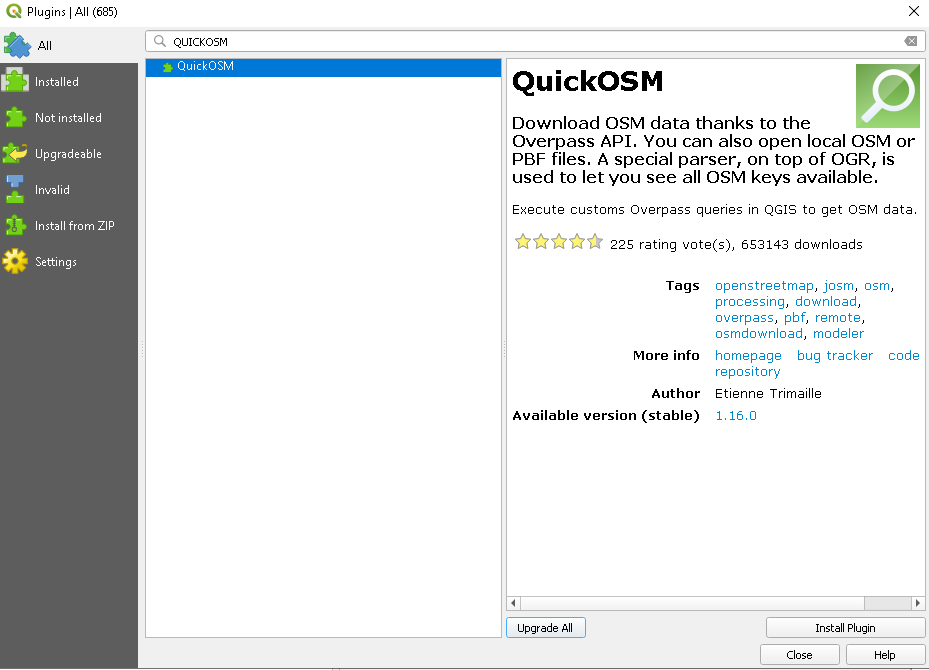 Plugins | All (685)
All
QUICKOSM
Installed
Not installed
Upgradeable
Invalid
Install from ZIP
Settings
QuickOSM
QuickOSM
Download OSM data thanks to the
Overpass API. You can also open local OSM or
PBF files. A special parser, on top of OGR, is
used to let you see all OSM keys available.
Execute customs Overpass queries in QGIS to get OSM data.
225 rating vote(s), 653143 downloads
Tags openstreetmap, josm, osm,
processing, download,
overpass, pbf, remote,
osmdownload, modeler
More info homepage bug tracker code
repository
Author Etienne Trimaille
Available version (stable) 1.16.0
Upgrade All Install Plugin
Close Help